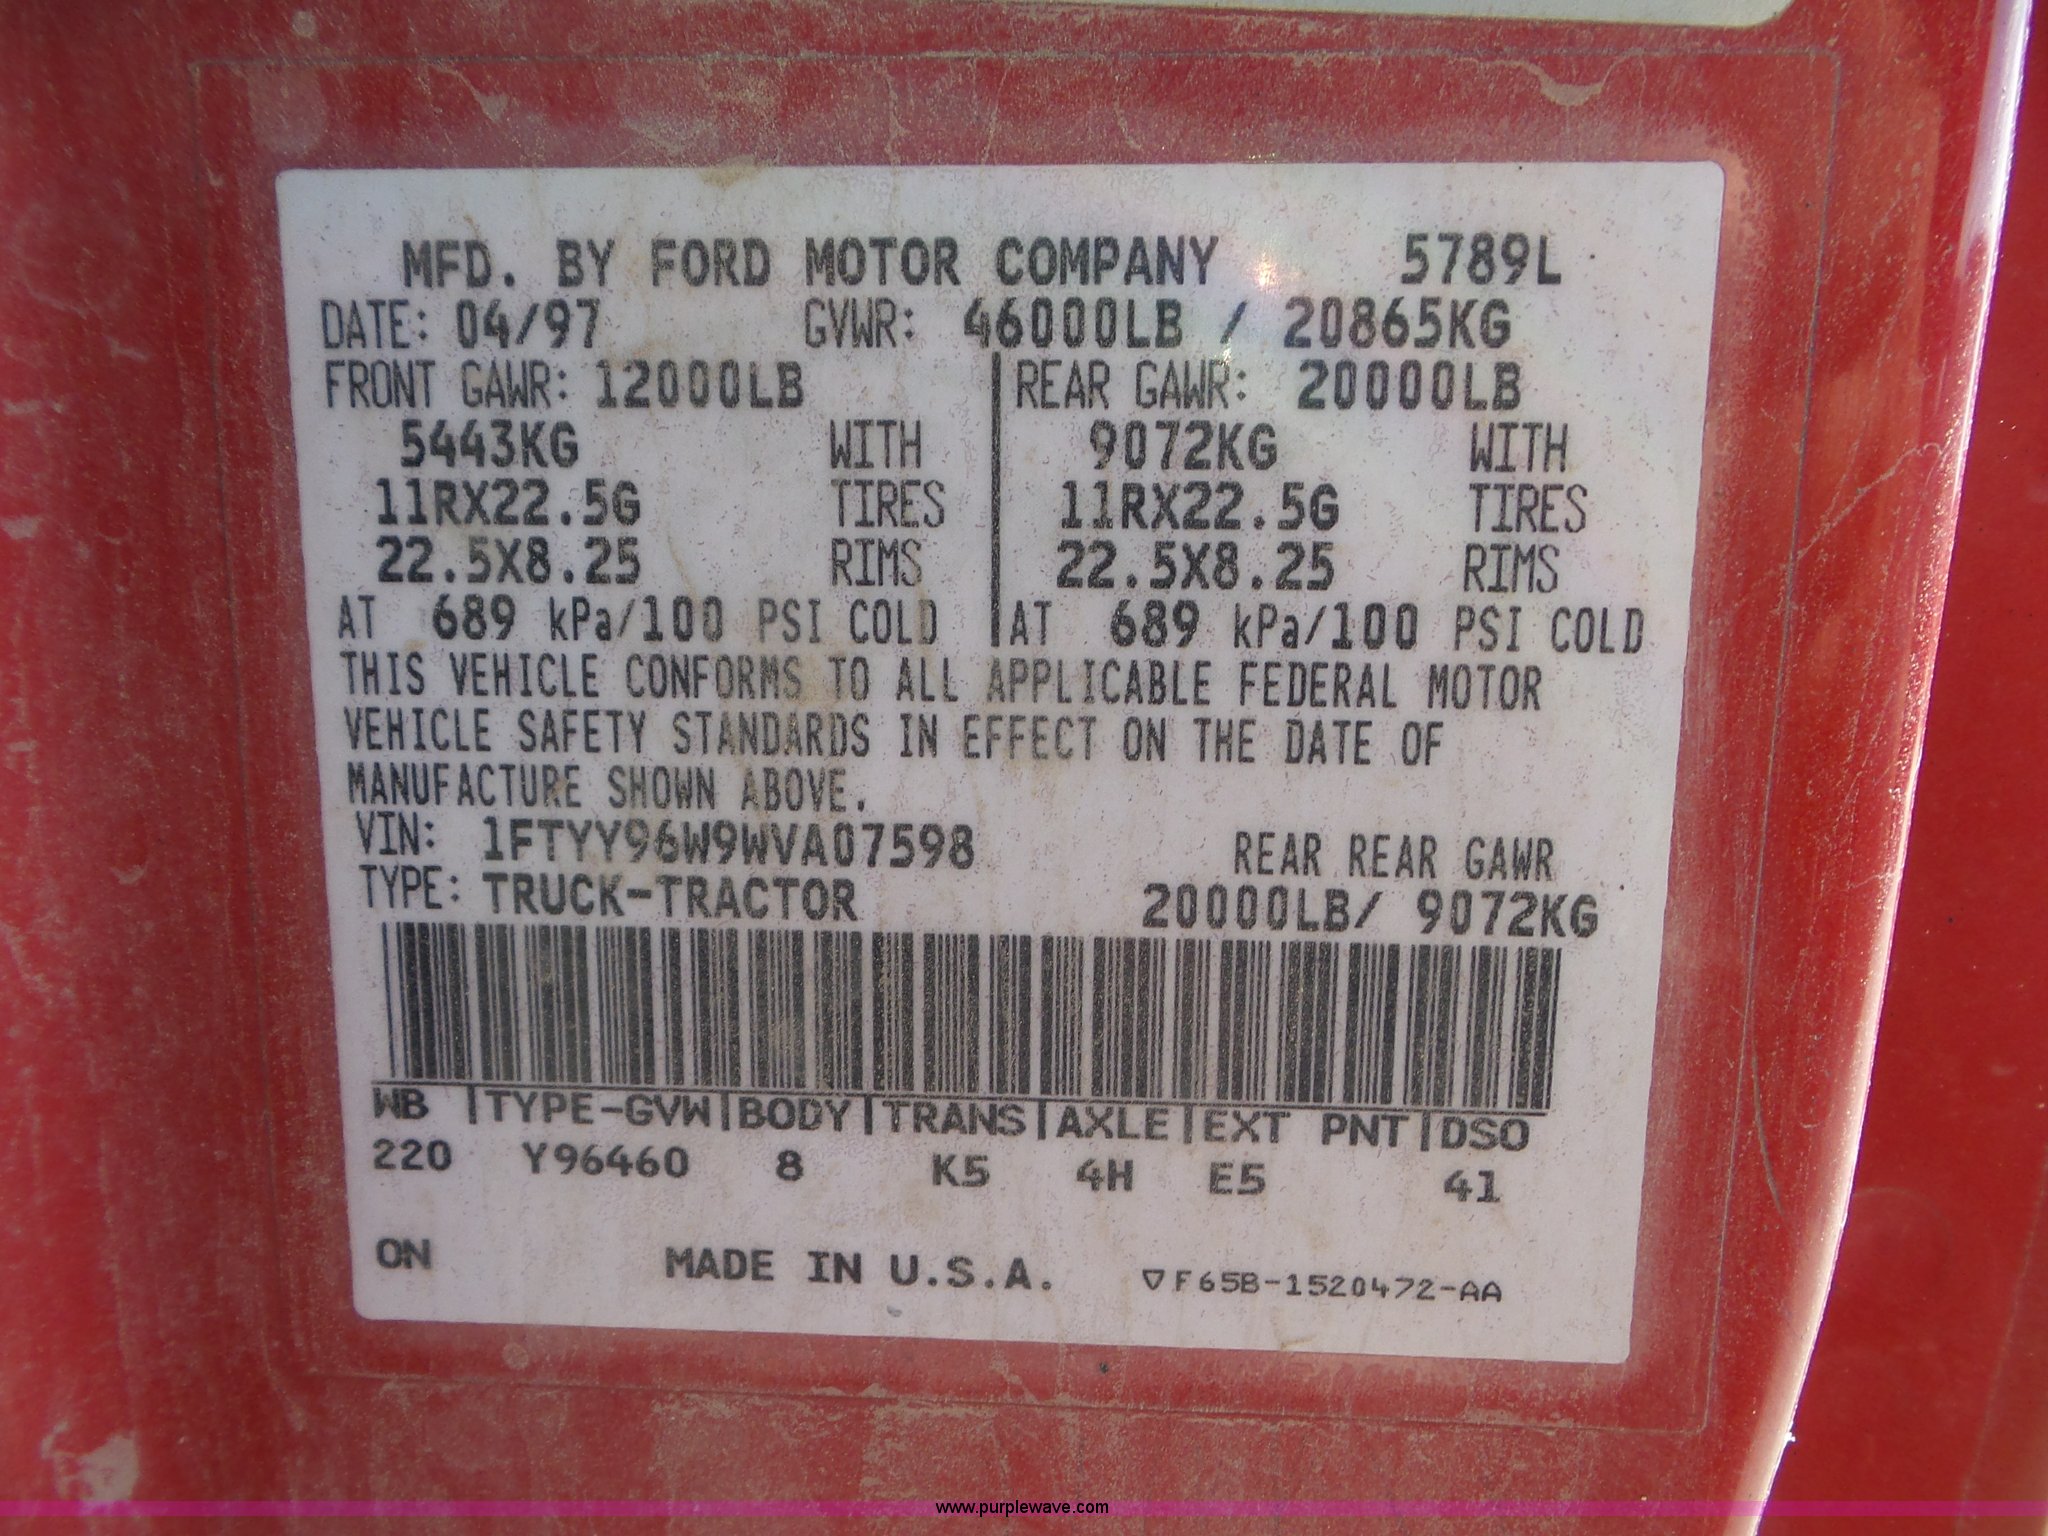 MFD. BY FORD MOTOR COMPANY 5789L
DATE: 04/97 GVWR: 46000LB / 20865KG
FRONT GAWR: 12000LB REAR GAWR: 20000LB
5443KG WITH 9072KG WITH
11RX22.5G TIRES 11RX22.5G TIRES
22.5X8.25 RIMS 22.5X8.25 RIMS
AT 689 kPa/100 PSI COLD AT 689 kPa/100 PSI COLD
THIS VEHICLE CONFORMS TO ALL APPLICABLE FEDERAL MOTOR
VEHICLE SAFETY STANDARDS IN EFFECT ON THE DATE OF
MANUFACTURE SHOWN ABOVE.
VIN: 1FTYY96W9WVA07598 REAR REAR GAWR
TYPE: TRUCK-TRACTOR 20000LB/ 9072KG
WB |TYPE-GVW|BODY|TRANS|AXLE|EXT PNT|DSO
220 Y96460 8 K5 4H E5 41
ON MADE IN U.S.A. ▽F65B-1520472-AA
www.purplewave.com